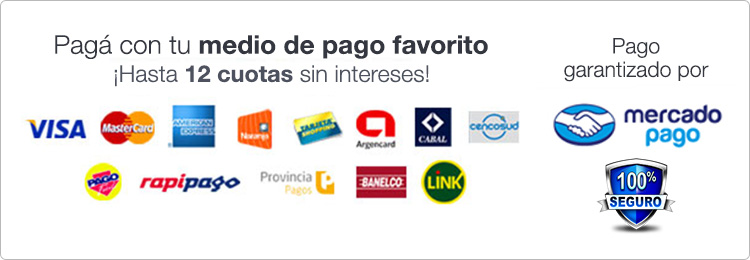 Pagá con tu medio de pago favorito
¡Hasta 12 cuotas sin intereses!
VISA
MasterCard
AMERICAN EXPRESS
Naranja
TARJETA
SHOPPING
Argencard
CABAL
cencosud
PAGO
fácil
rapipago
Provincia
Pagos
BANELCO
LINK
Pago
garantizado por
mercado
pago
100%
SEGURO